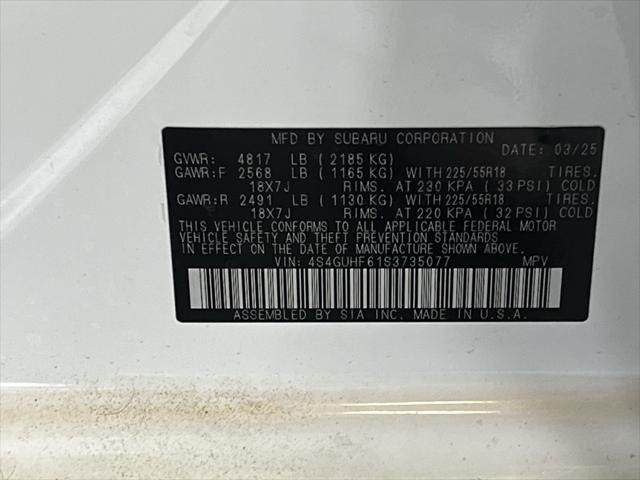 MFD BY SUBARU CORPORATION
DATE: 03/25
GVWR: 4817 LB ( 2185 KG)
GAWR:F 2568 LB ( 1165 KG) WITH 225/55R18 TIRES.
18X7J RIMS. AT 230 KPA ( 33 PSI) COLD
GAWR:R 2491 LB ( 1130 KG) WITH 225/55R18 TIRES.
18X7J RIMS. AT 220 KPA ( 32 PSI) COLD
THIS VEHICLE CONFORMS TO ALL APPLICABLE FEDERAL MOTOR
VEHICLE SAFETY AND THEFT PREVENTION STANDARDS IN EFFECT
ON THE DATE OF MANUFACTURE SHOWN ABOVE.
VIN: 4S4GUHF61S3735077 MPV
ASSEMBLED BY SIA INC. MADE IN U.S.A.